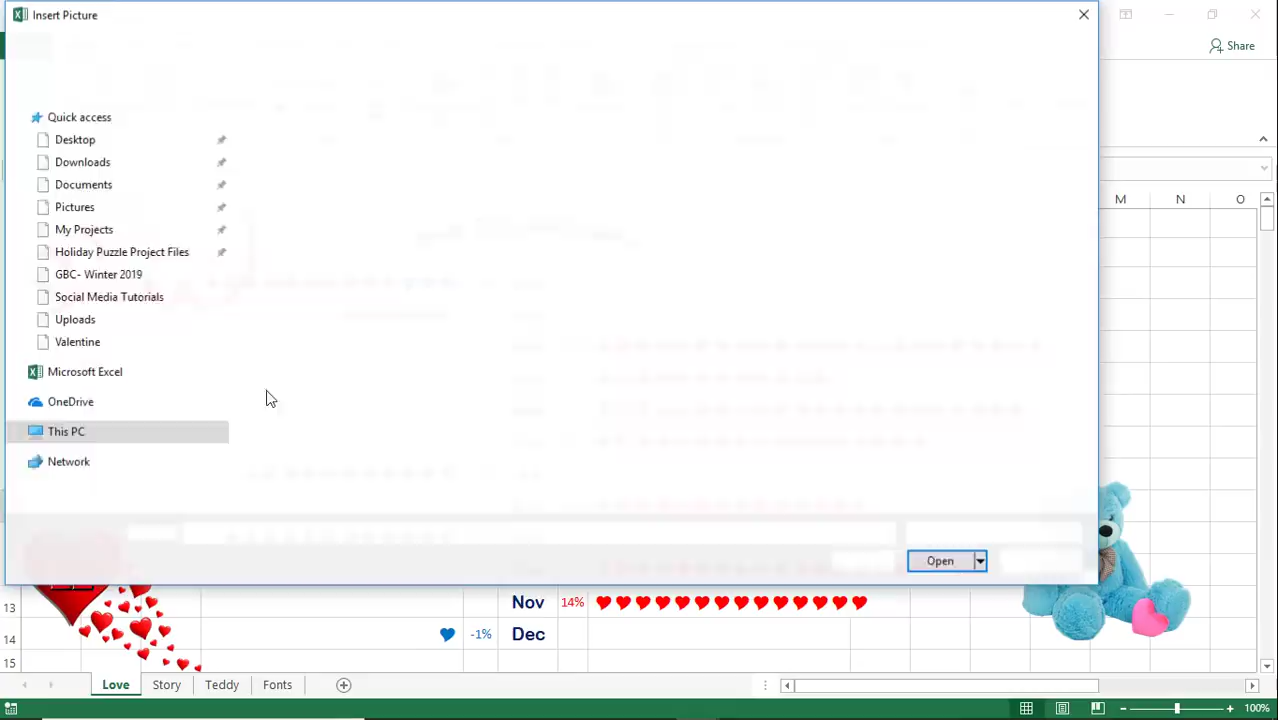 Insert Picture
Share
Quick access
Desktop
Downloads
Documents
Pictures
My Projects
Holiday Puzzle Project Files
GBC- Winter 2019
Social Media Tutorials
Uploads
Valentine
Microsoft Excel
OneDrive
This PC
Network
Open
M N O
13 Nov 14%
14 -1% Dec
15
Love Story Teddy Fonts
100%